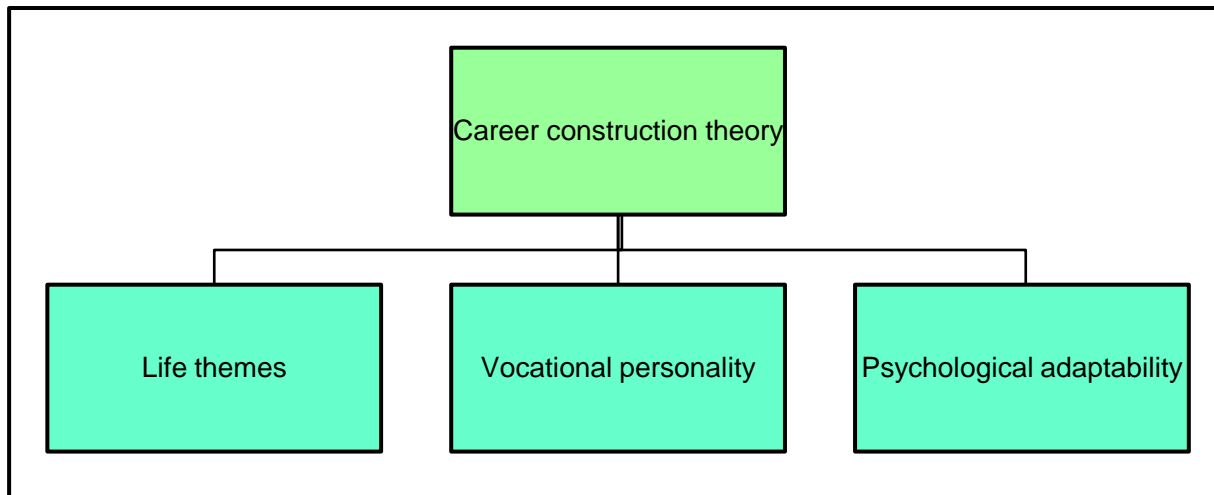 Career construction theory
Life themes
Vocational personality
Psychological adaptability